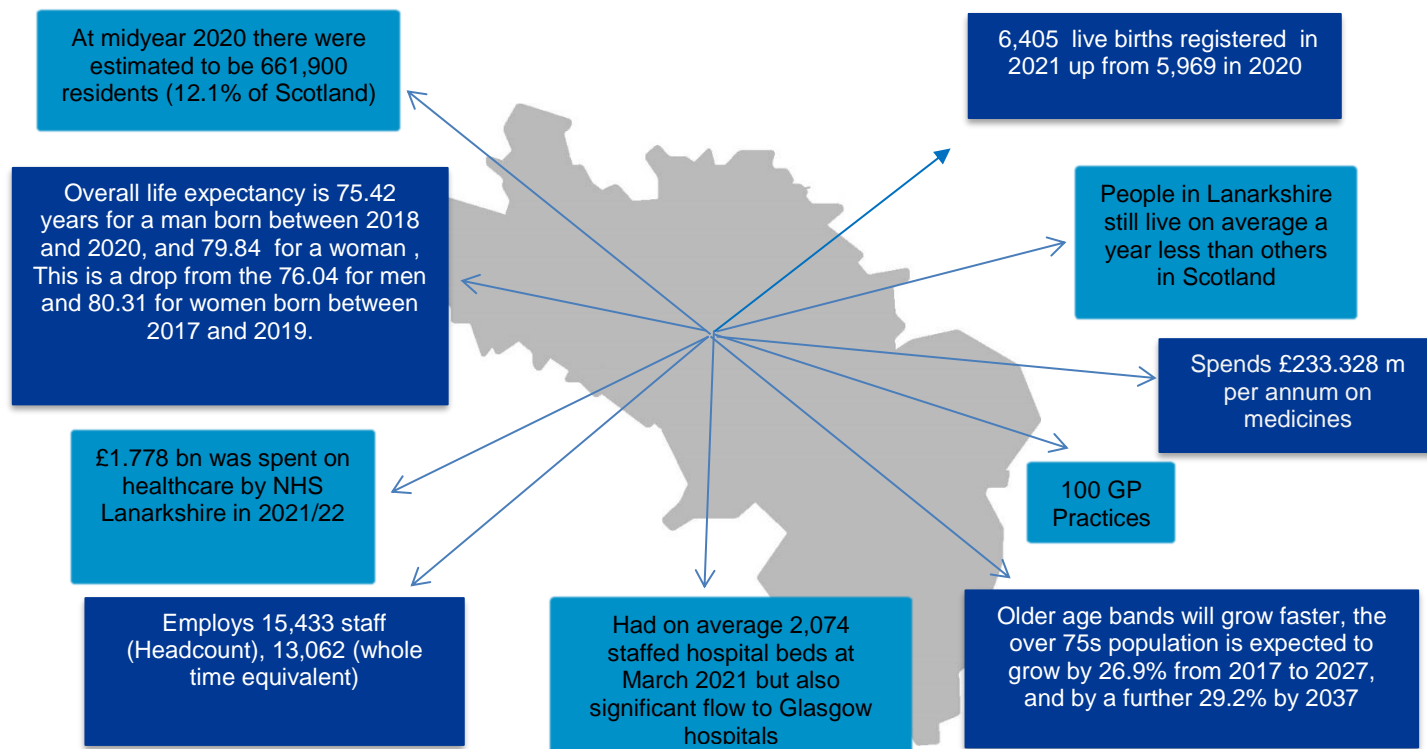 At midyear 2020 there were
estimated to be 661,900
residents (12.1% of Scotland)
6,405 live births registered in
2021 up from 5,969 in 2020
Overall life expectancy is 75.42
years for a man born between 2018
and 2020, and 79.84 for a woman ,
This is a drop from the 76.04 for men
and 80.31 for women born between
2017 and 2019.
People in Lanarkshire
still live on average a
year less than others
in Scotland
Spends £233.328 m
per annum on
medicines
£1.778 bn was spent on
healthcare by NHS
Lanarkshire in 2021/22
100 GP
Practices
Employs 15,433 staff
(Headcount), 13,062 (whole
time equivalent)
Had on average 2,074
staffed hospital beds at
March 2021 but also
significant flow to Glasgow
hospitals
Older age bands will grow faster, the
over 75s population is expected to
grow by 26.9% from 2017 to 2027,
and by a further 29.2% by 2037